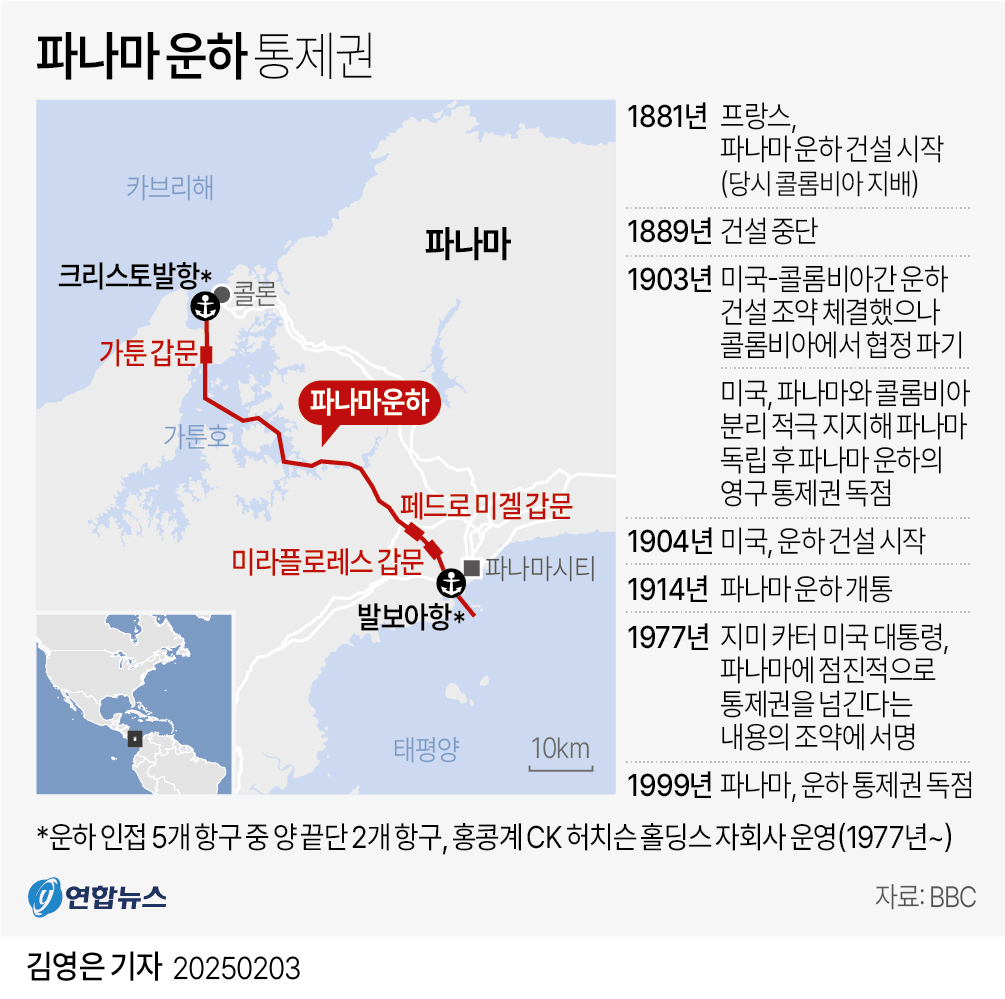 파나마 운하 통제권
카브리해
파나마
크리스토발항*
콜론
가툰 갑문
파나마운하
가툰호
페드로 미겔 갑문
미라플로레스 갑문
파나마시티
발보아항*
태평양
10km
1881년 프랑스,
파나마 운하 건설 시작
(당시 콜롬비아 지배)
1889년 건설 중단
1903년 미국-콜롬비아간 운하
건설 조약 체결했으나
콜롬비아에서 협정 파기
미국, 파나마와 콜롬비아
분리 적극 지지해 파나마
독립 후 파나마 운하의
영구 통제권 독점
1904년 미국, 운하 건설 시작
1914년 파나마 운하 개통
1977년 지미 카터 미국 대통령,
파나마에 점진적으로
통제권을 넘긴다는
내용의 조약에 서명
1999년 파나마, 운하 통제권 독점
*운하 인접 5개 항구 중 양 끝단 2개 항구, 홍콩계 CK 허치슨 홀딩스 자회사 운영(1977년~)
연합뉴스
자료: BBC
김영은 기자 20250203